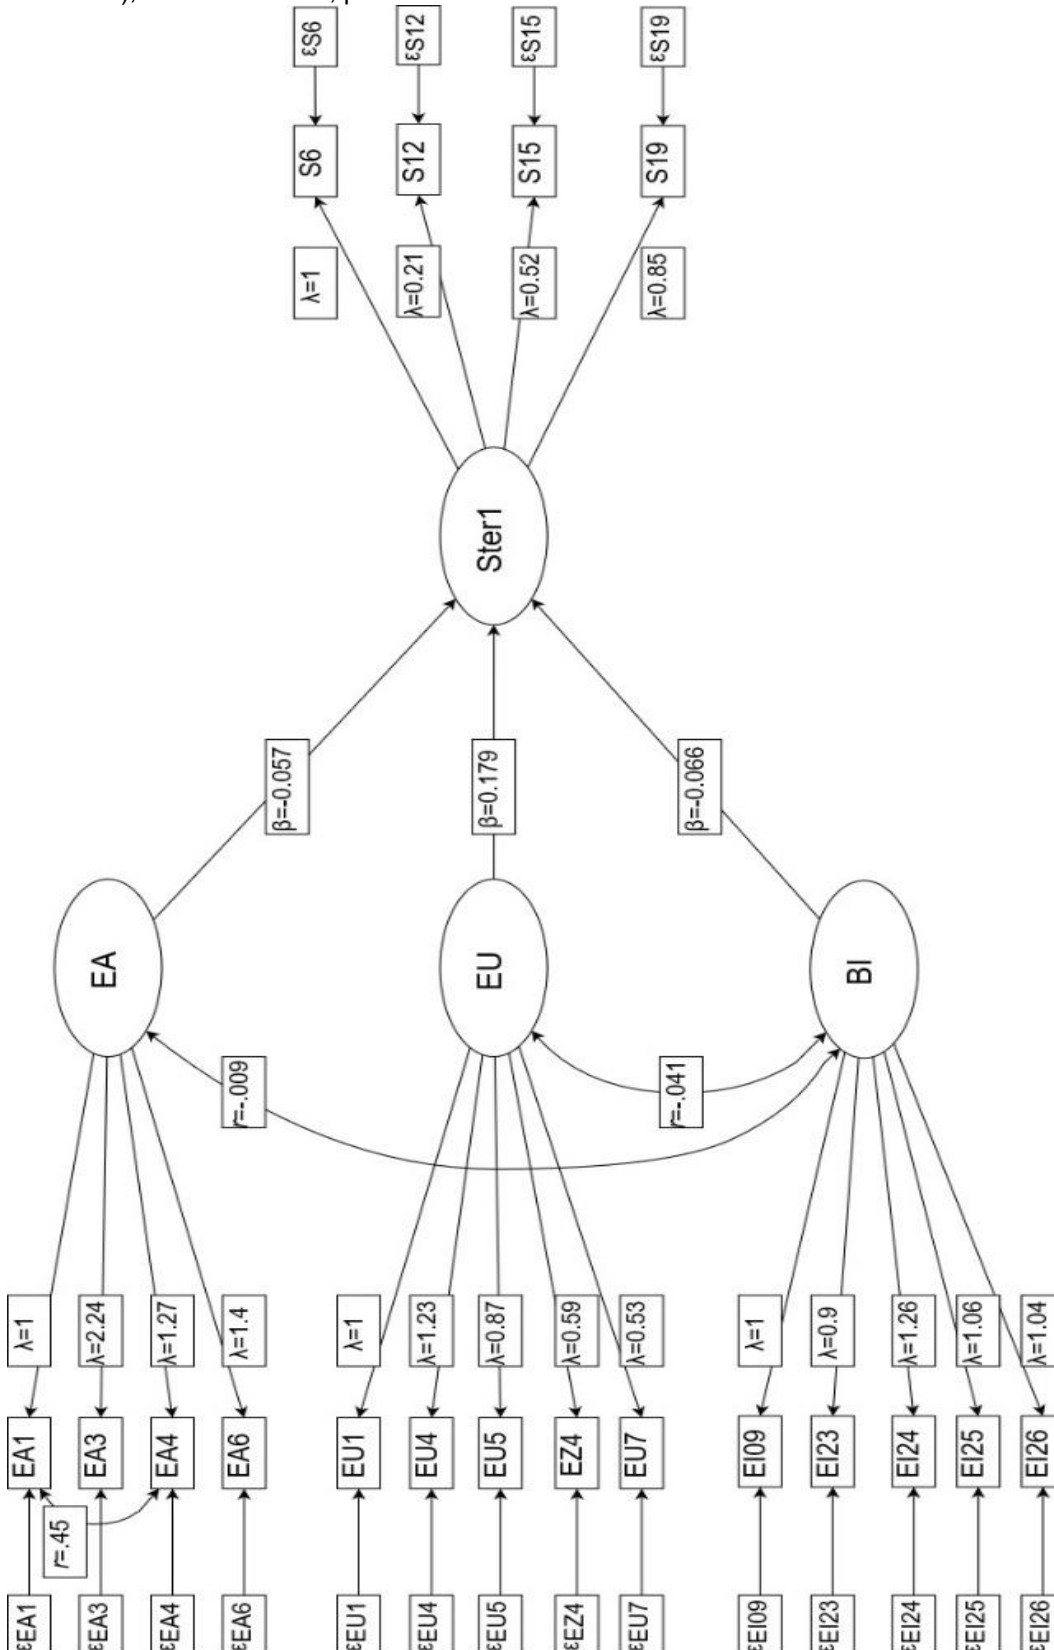 εS6
εS12
εS15
εS19
S6
S12
S15
S19
λ=1
λ=0.21
λ=0.52
λ=0.85
Ster1
β=-0.057
β=0.179
β=-0.066
EA
EU
BI
r=-.009
r=-.041
λ=1
λ=2.24
λ=1.27
λ=1.4
λ=1
λ=1.23
λ=0.87
λ=0.59
λ=0.53
λ=1
λ=0.9
λ=1.26
λ=1.06
λ=1.04
EA1
EA3
EA4
EA6
EU1
EU4
EU5
EZ4
EU7
EI09
EI23
EI24
EI25
EI26
r=.45
εEA1
εEA3
εEA4
εEA6
εEU1
εEU4
εEU5
εEZ4
εEU7
εEI09
εEI23
εEI24
εEI25
εEI26